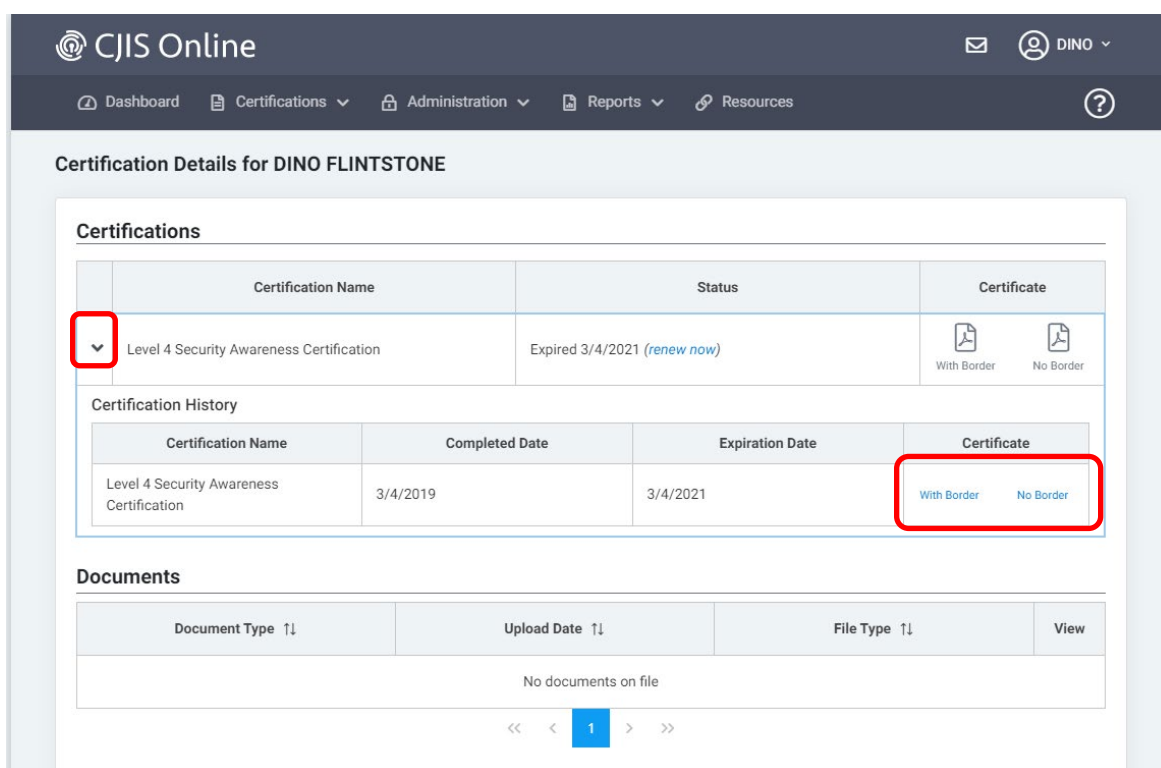 CJIS Online DINO
Dashboard Certifications Administration Reports Resources ?
Certification Details for DINO FLINTSTONE
Certifications
Certification Name Status Certificate
Level 4 Security Awareness Certification Expired 3/4/2021 (renew now) With Border No Border
Certification History
Certification Name Completed Date Expiration Date Certificate
Level 4 Security Awareness
Certification 3/4/2019 3/4/2021 With Border No Border
Documents
Document Type ↑↓ Upload Date ↑↓ File Type ↑↓ View
No documents on file
<< < 1 > >>